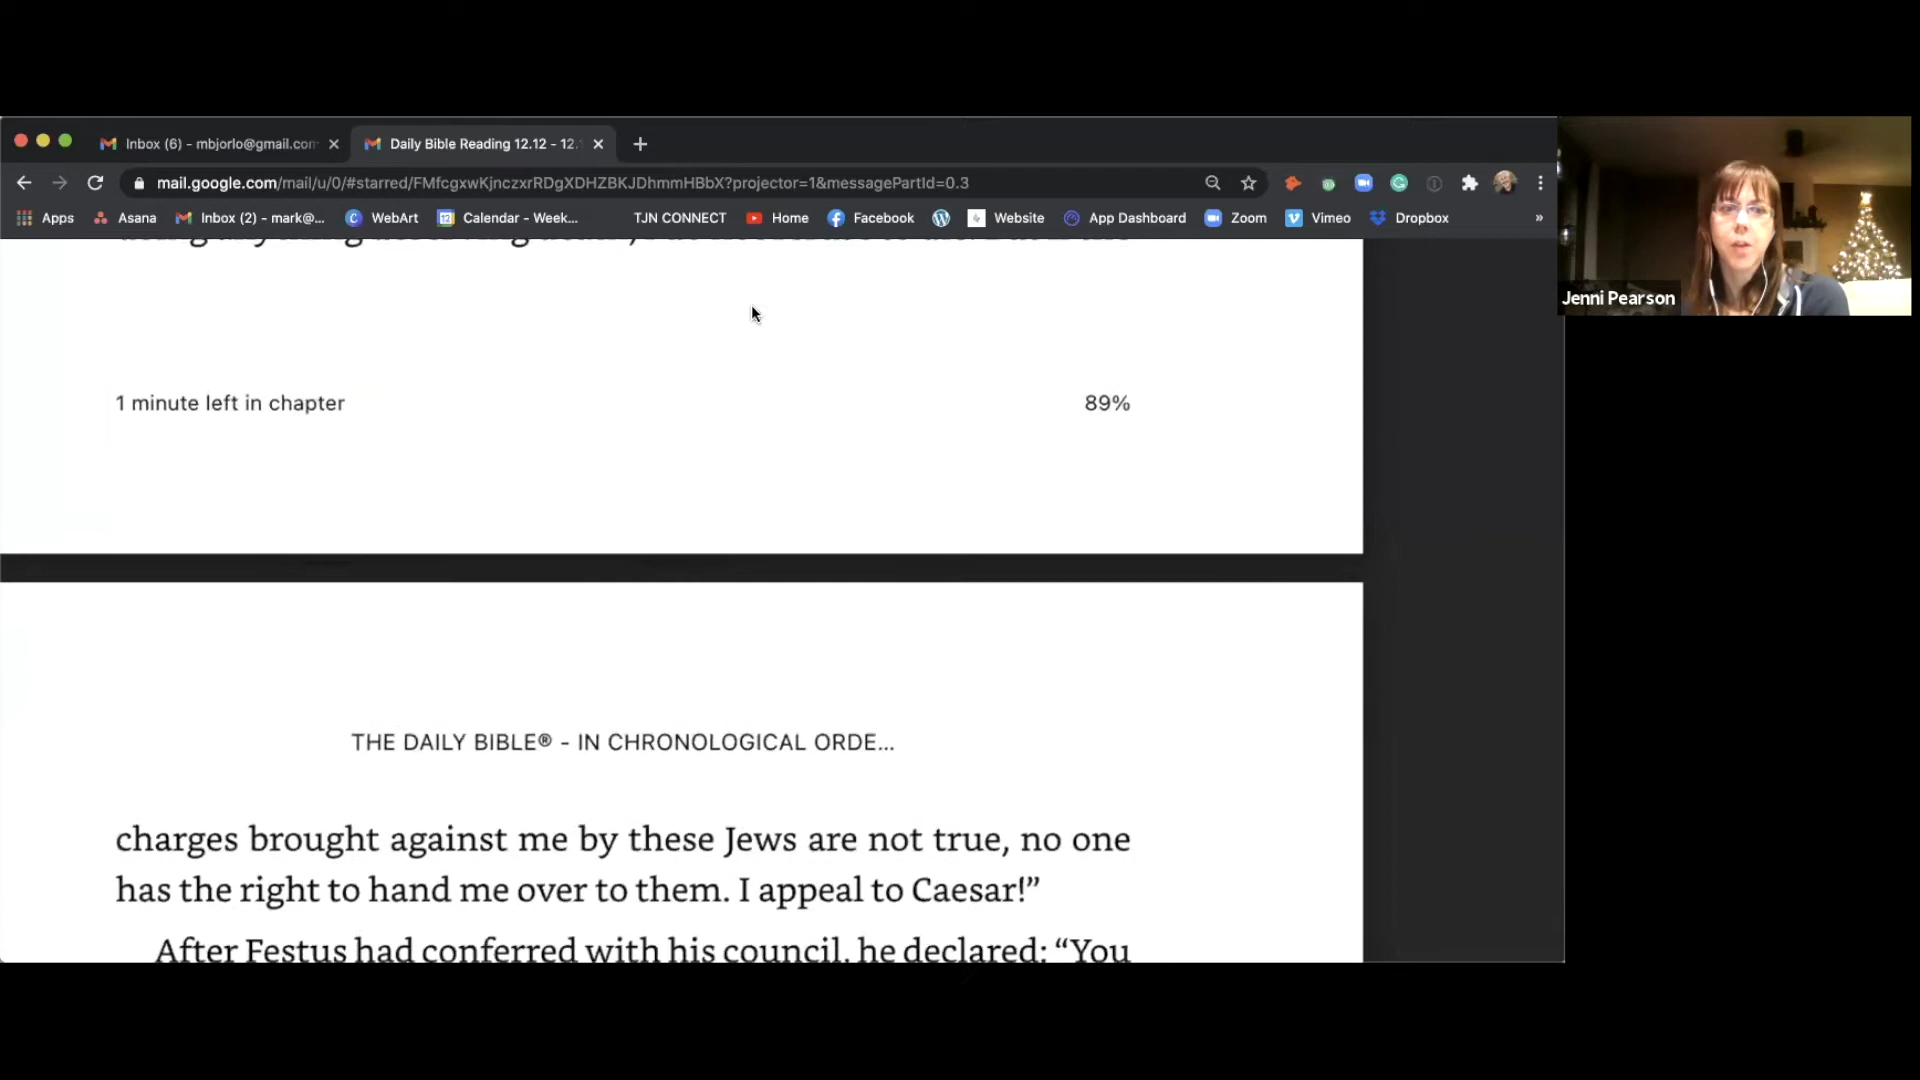 Inbox (6) - mbjorlo@gmail.com
Daily Bible Reading 12.12 - 12.
mail.google.com/mail/u/0/#starred/FMfcgxwKjnczxrRDgXDHZBKJDhmmHBbX?projector=1&messagePartId=0.3
Apps Asana Inbox (2) - mark@... WebArt Calendar - Week... TJN CONNECT Home Facebook Website App Dashboard Zoom Vimeo Dropbox »
Jenni Pearson
1 minute left in chapter 89%
THE DAILY BIBLE® - IN CHRONOLOGICAL ORDE...
charges brought against me by these Jews are not true, no one
has the right to hand me over to them. I appeal to Caesar!”
After Festus had conferred with his council, he declared: “You